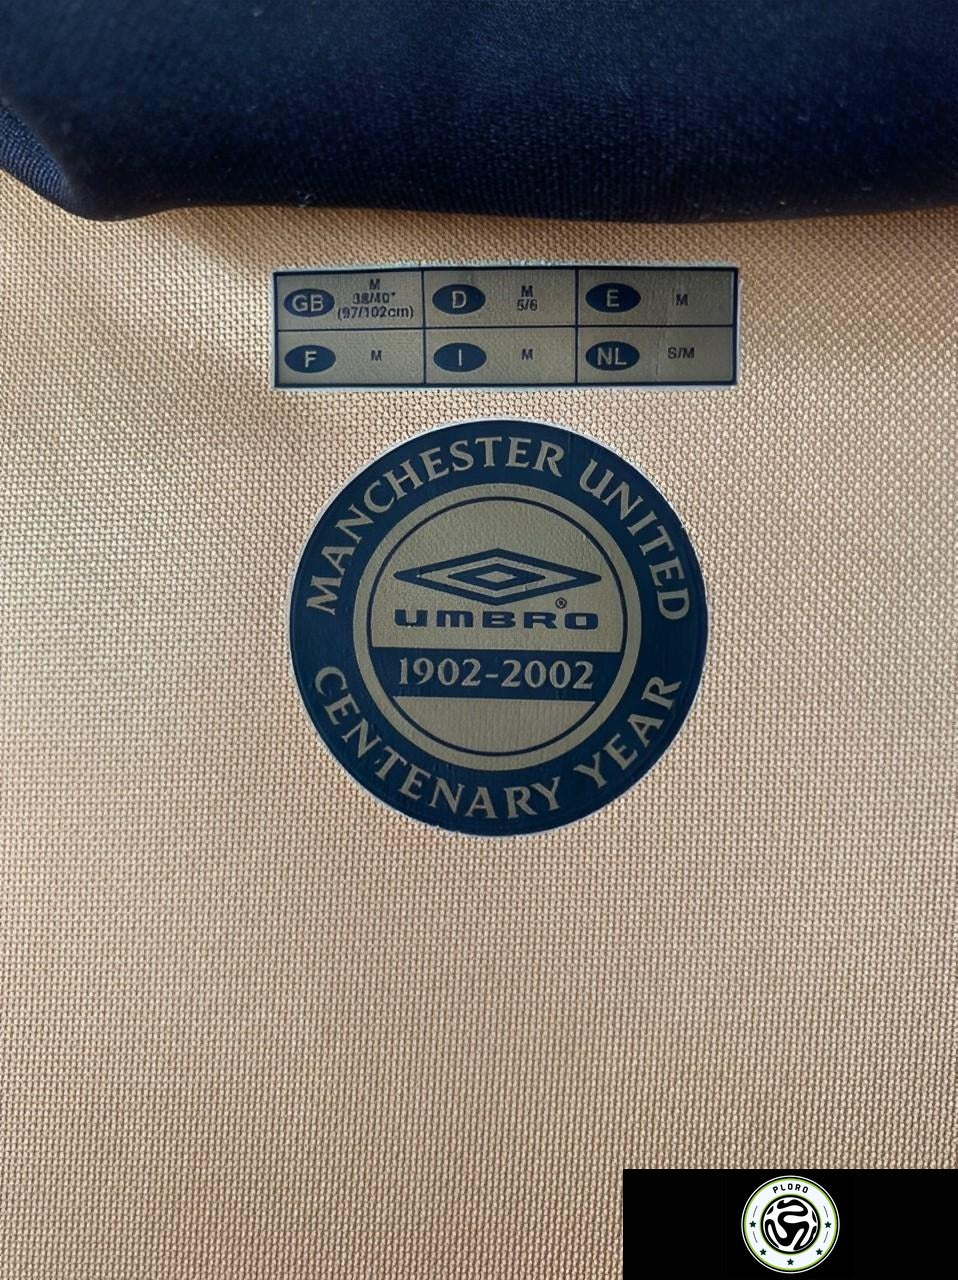 GB M 38/40" (97/102cm)
D M 5/6
E M
F M
I M
NL S/M
MANCHESTER UNITED
UMBRO®
1902-2002
CENTENARY YEAR
PLORO